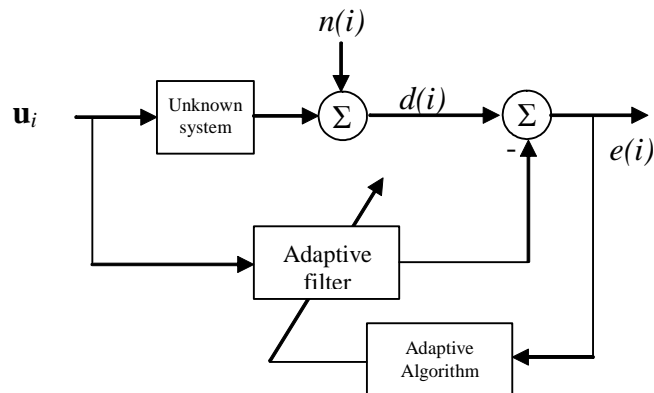 n(i)
u_i
Unknown
system
Σ
d(i)
Σ
-
e(i)
Adaptive
filter
Adaptive
Algorithm